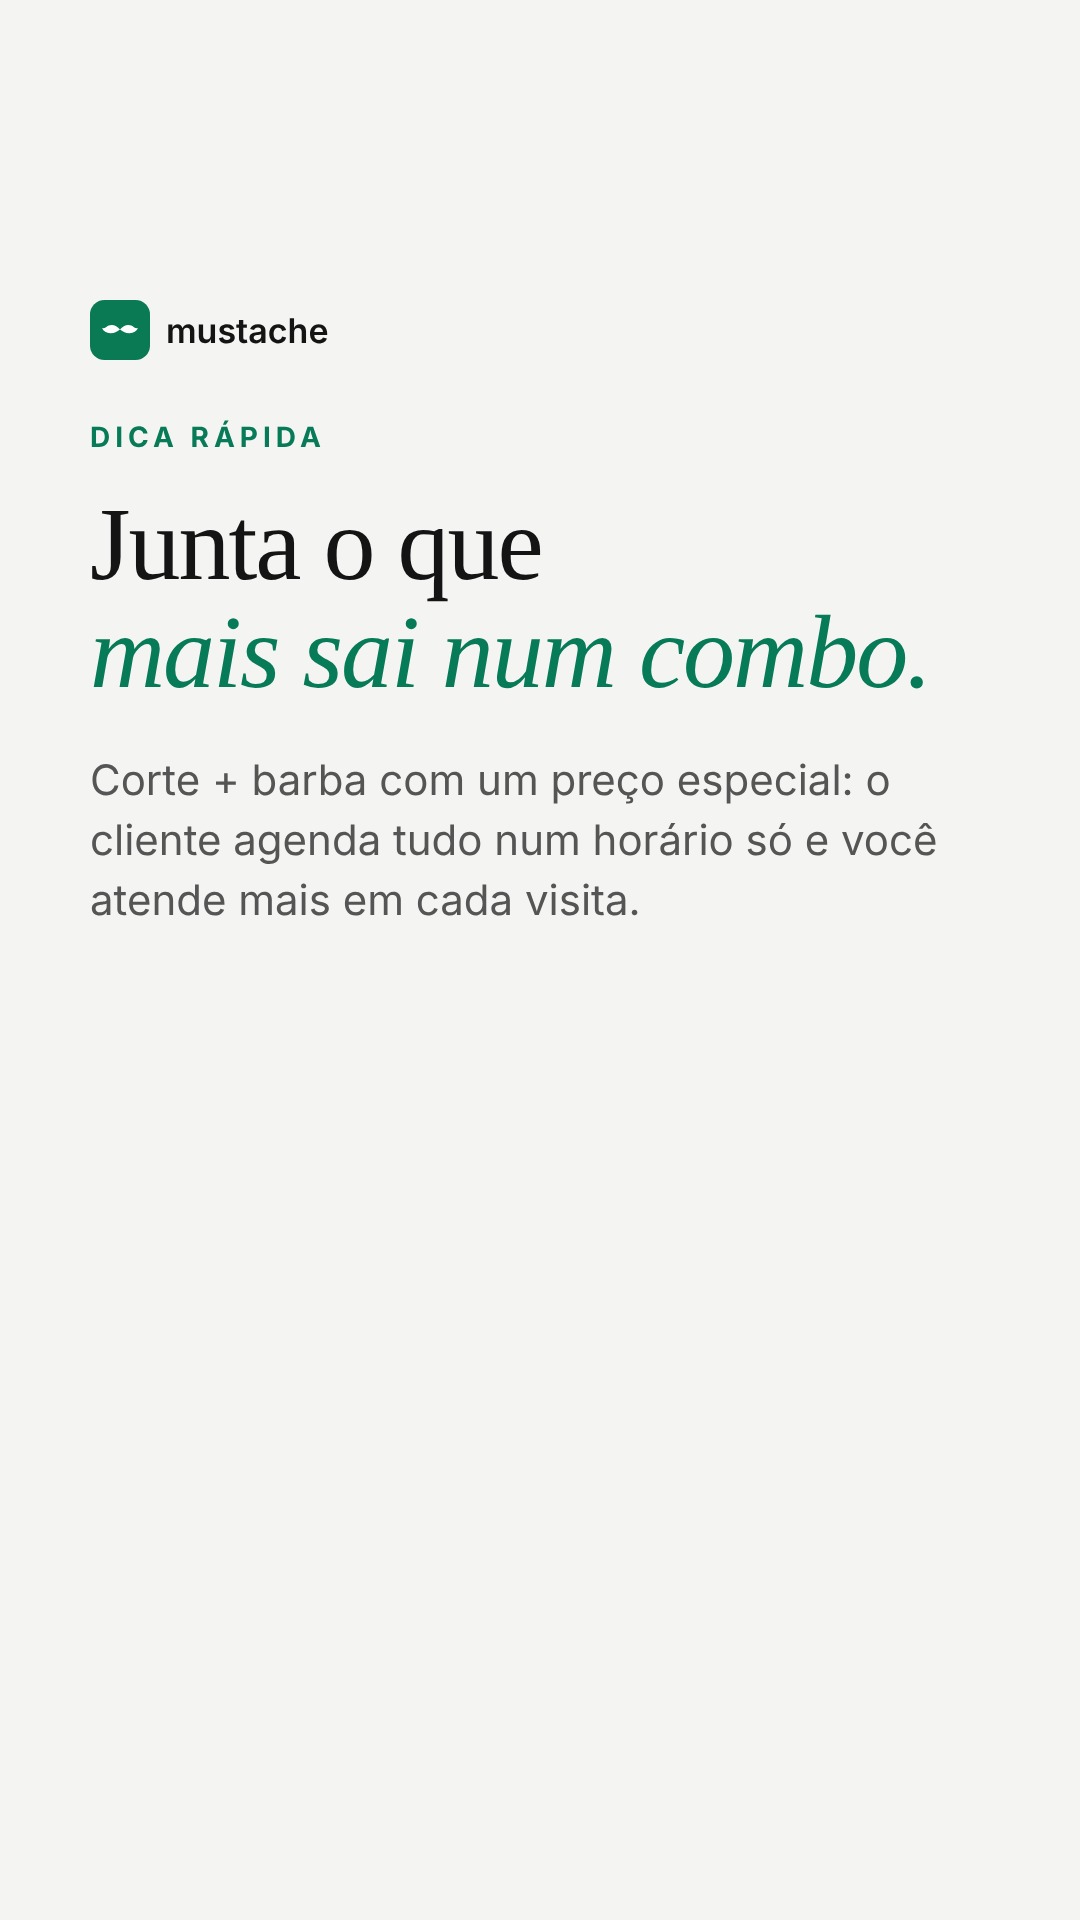 mustache
DICA RÁPIDA
Junta o que
mais sai num combo.
Corte + barba com um preço especial: o
cliente agenda tudo num horário só e você
atende mais em cada visita.